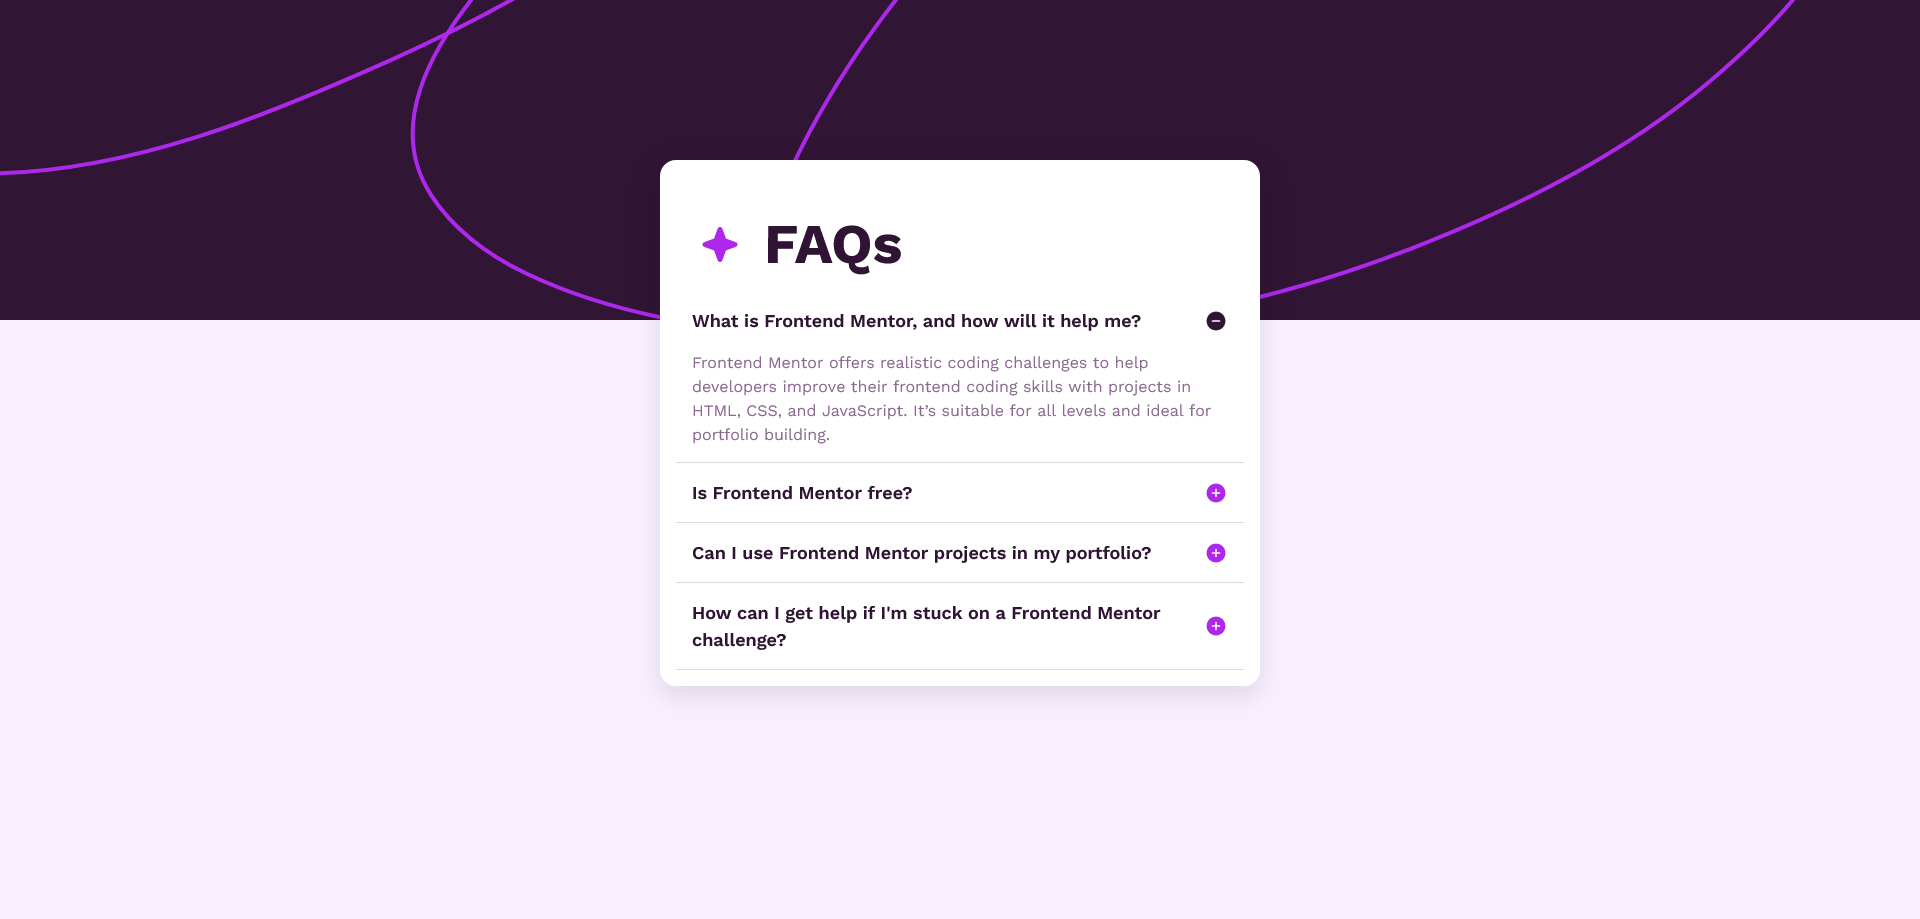 FAQs
What is Frontend Mentor, and how will it help me?
Frontend Mentor offers realistic coding challenges to help
developers improve their frontend coding skills with projects in
HTML, CSS, and JavaScript. It’s suitable for all levels and ideal for
portfolio building.
Is Frontend Mentor free?
Can I use Frontend Mentor projects in my portfolio?
How can I get help if I'm stuck on a Frontend Mentor
challenge?